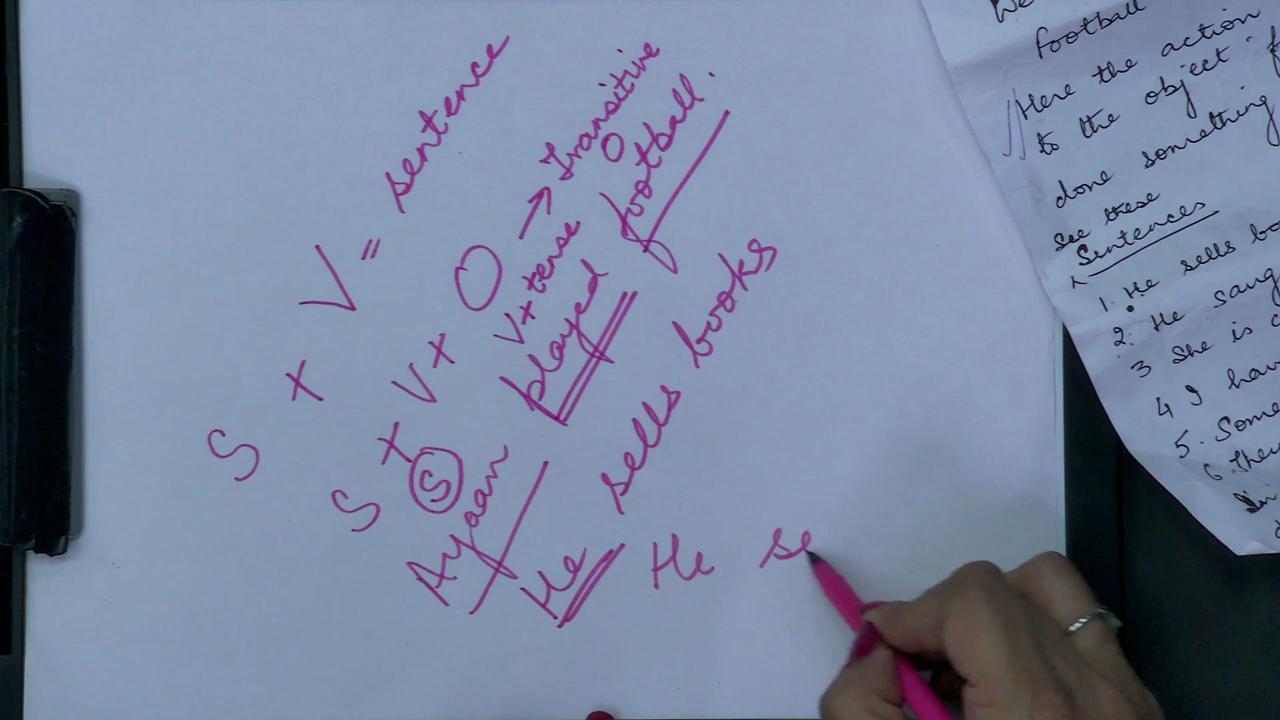 S + V = sentence
S + V + O → Transitive
S V + tense O
Ayaan played football.
He sells books
He se
We
football
Here the action
to the object. f
done something
see these
Sentences
1. He sells bo
2. He sang
3 She is c
4 I hav
5. Some
6. they